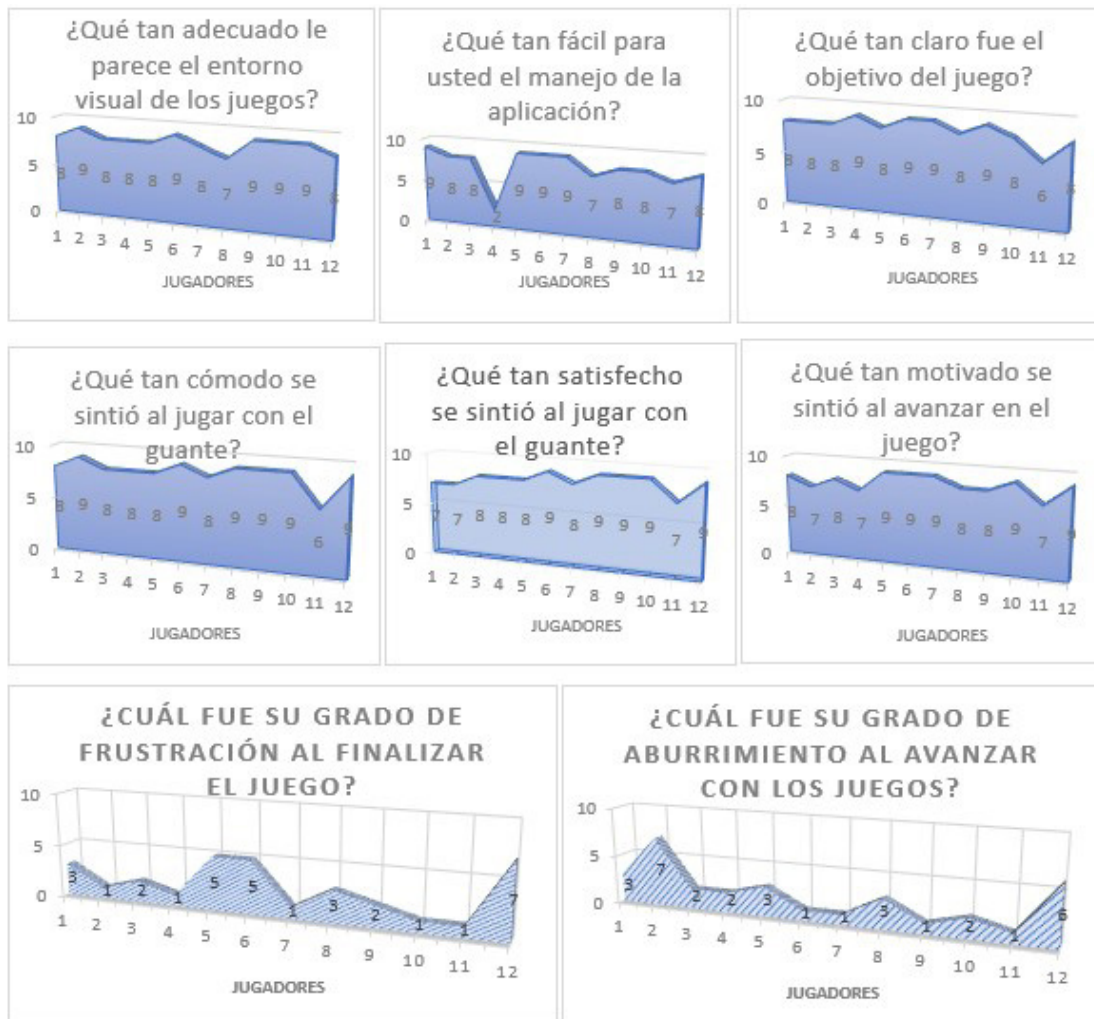 ¿Qué tan adecuado le
parece el entorno
visual de los juegos?
10
5
0
8 9 8 8 8 9 8 7 9 9 9 8
1 2 3 4 5 6 7 8 9 10 11 12
JUGADORES
¿Qué tan fácil para
usted el manejo de la
aplicación?
10
5
0
9 8 8 2 9 9 9 7 8 8 7 8
1 2 3 4 5 6 7 8 9 10 11 12
JUGADORES
¿Qué tan claro fue el
objetivo del juego?
10
5
0
8 8 8 9 8 9 9 8 9 8 6 8
1 2 3 4 5 6 7 8 9 10 11 12
JUGADORES
¿Qué tan cómodo se
sintió al jugar con el
guante?
10
5
0
8 9 8 8 8 9 8 9 9 9 6 9
1 2 3 4 5 6 7 8 9 10 11 12
JUGADORES
¿Qué tan satisfecho
se sintió al jugar con
el guante?
10
5
0
7 7 8 8 8 9 8 9 9 9 7 9
1 2 3 4 5 6 7 8 9 10 11 12
JUGADORES
¿Qué tan motivado se
sintió al avanzar en el
juego?
10
5
0
8 7 8 7 9 9 9 8 8 9 7 9
1 2 3 4 5 6 7 8 9 10 11 12
JUGADORES
¿CUÁL FUE SU GRADO DE
FRUSTRACIÓN AL FINALIZAR
EL JUEGO?
10
5
0
3 1 2 1 5 5 1 3 2 1 1 7
1 2 3 4 5 6 7 8 9 10 11 12
JUGADORES
¿CUÁL FUE SU GRADO DE
ABURRIMIENTO AL AVANZAR
CON LOS JUEGOS?
10
5
0
3 7 2 2 3 1 1 3 1 2 1 6
1 2 3 4 5 6 7 8 9 10 11 12
JUGADORES